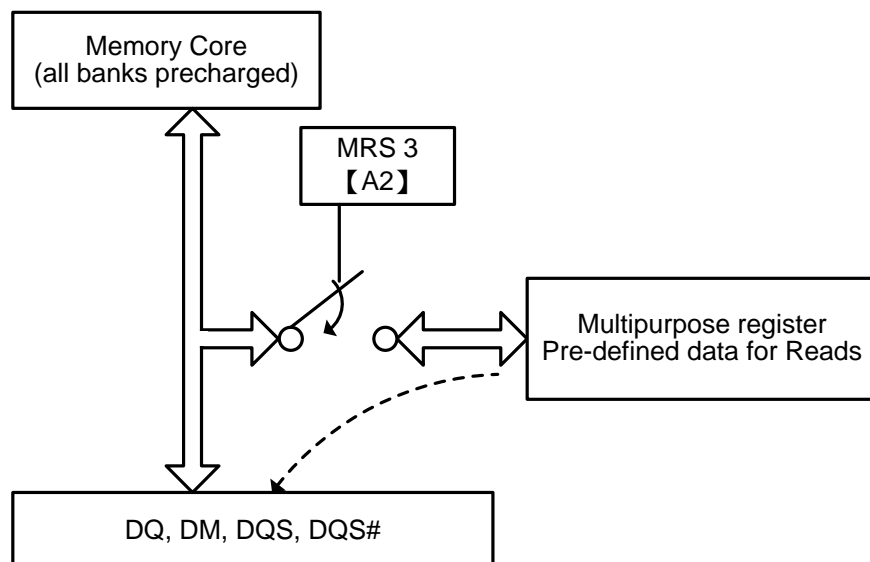 Memory Core
(all banks precharged)
MRS 3
【A2】
Multipurpose register
Pre-defined data for Reads
DQ, DM, DQS, DQS#